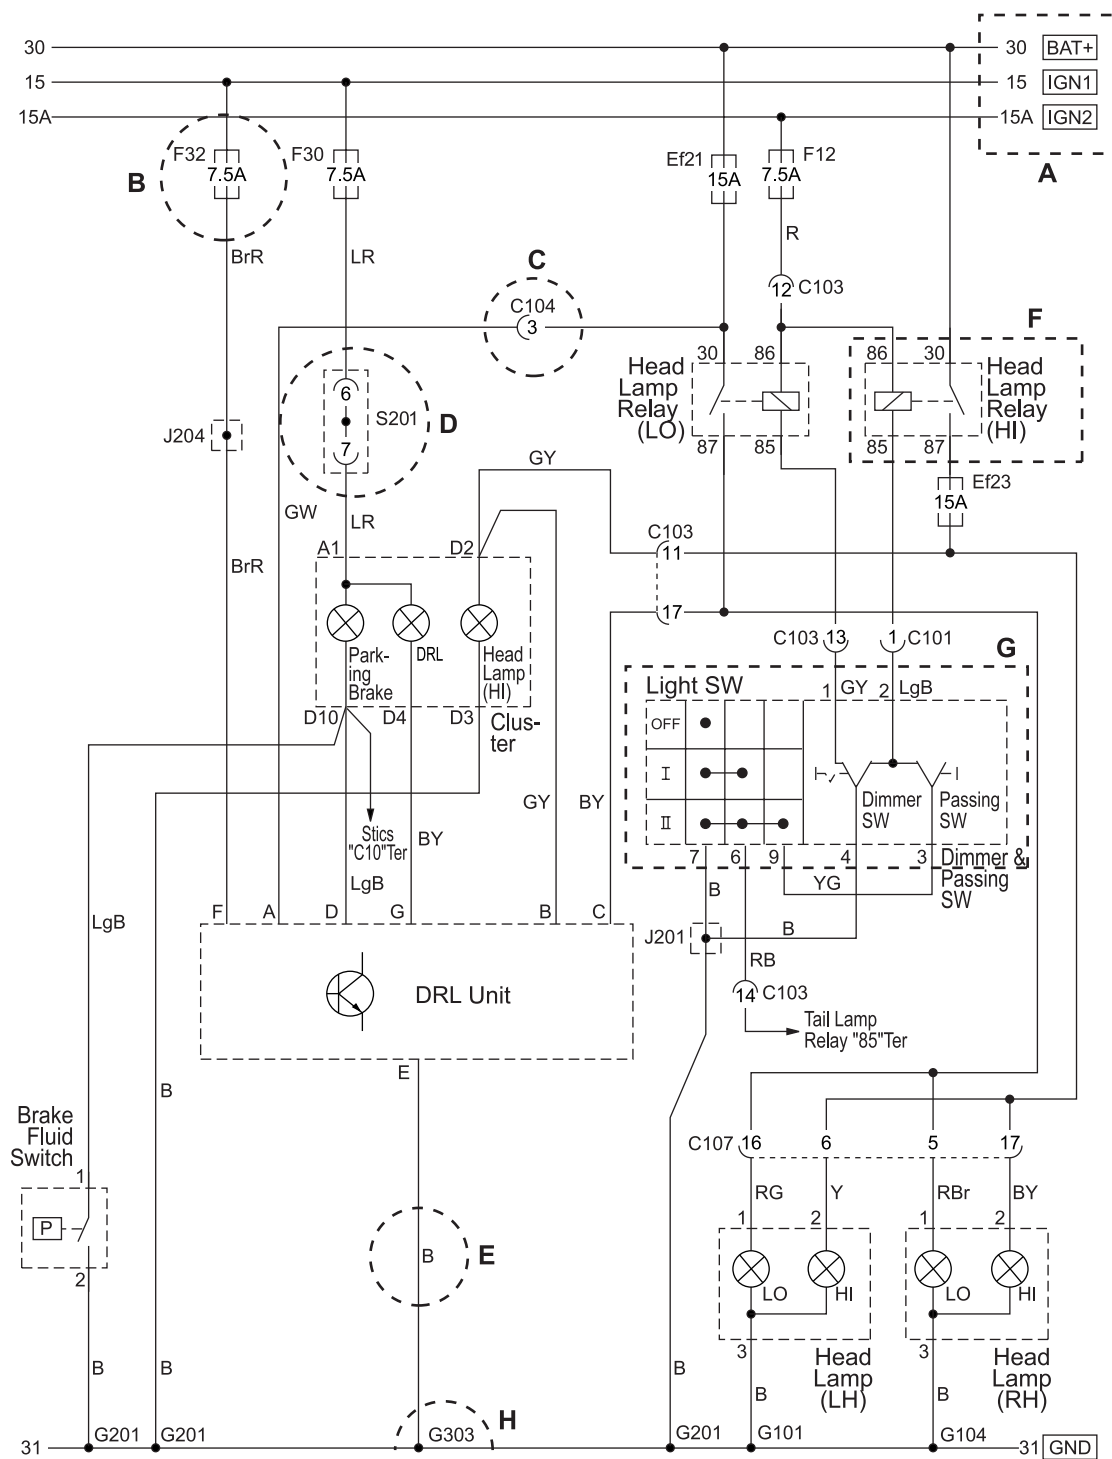 30
30 BAT+
15
15 IGN1
15A
15A IGN2
A
F32
7.5A
B
F30
7.5A
Ef21
15A
F12
7.5A
BrR
LR
R
C
C104
3
12 C103
F
30 86
86 30
Head
Lamp
Relay
(LO)
Head
Lamp
Relay
(HI)
87 85
85 87
6
S201
7
D
J204
GY
Ef23
15A
GW
LR
BrR
C103
11
17
A1
D2
Park-
ing
Brake
DRL
Head
Lamp
(HI)
D10
D4
D3
Clus-
ter
C103 13
1 C101
G
Light SW
1 GY
2 LgB
OFF
I
II
Dimmer
SW
Passing
SW
7
6
9
4
3
Dimmer &
Passing
SW
GY
BY
Stics
"C10"Ter
BY
LgB
YG
B
LgB
F
A
D
G
B
C
J201
B
RB
14 C103
Tail Lamp
Relay "85"Ter
DRL Unit
E
B
Brake
Fluid
Switch
1
P
2
C107 16
6
5
17
RG
Y
RBr
BY
1
2
1
2
LO
HI
LO
HI
B
E
3
3
Head
Lamp
(LH)
Head
Lamp
(RH)
B
B
B
B
B
H
31
G201
G201
G303
G201
G101
G104
31 GND